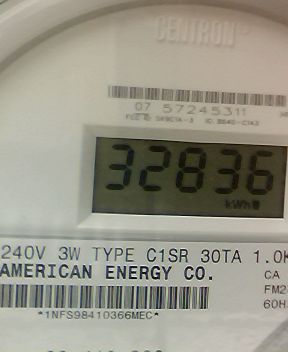 CENTRON
07 57245311
32836
kWh
240V 3W TYPE C1SR 30TA 1.0K
AMERICAN ENERGY CO.
CA
FM2
60H
*1NFS98410366MEC*